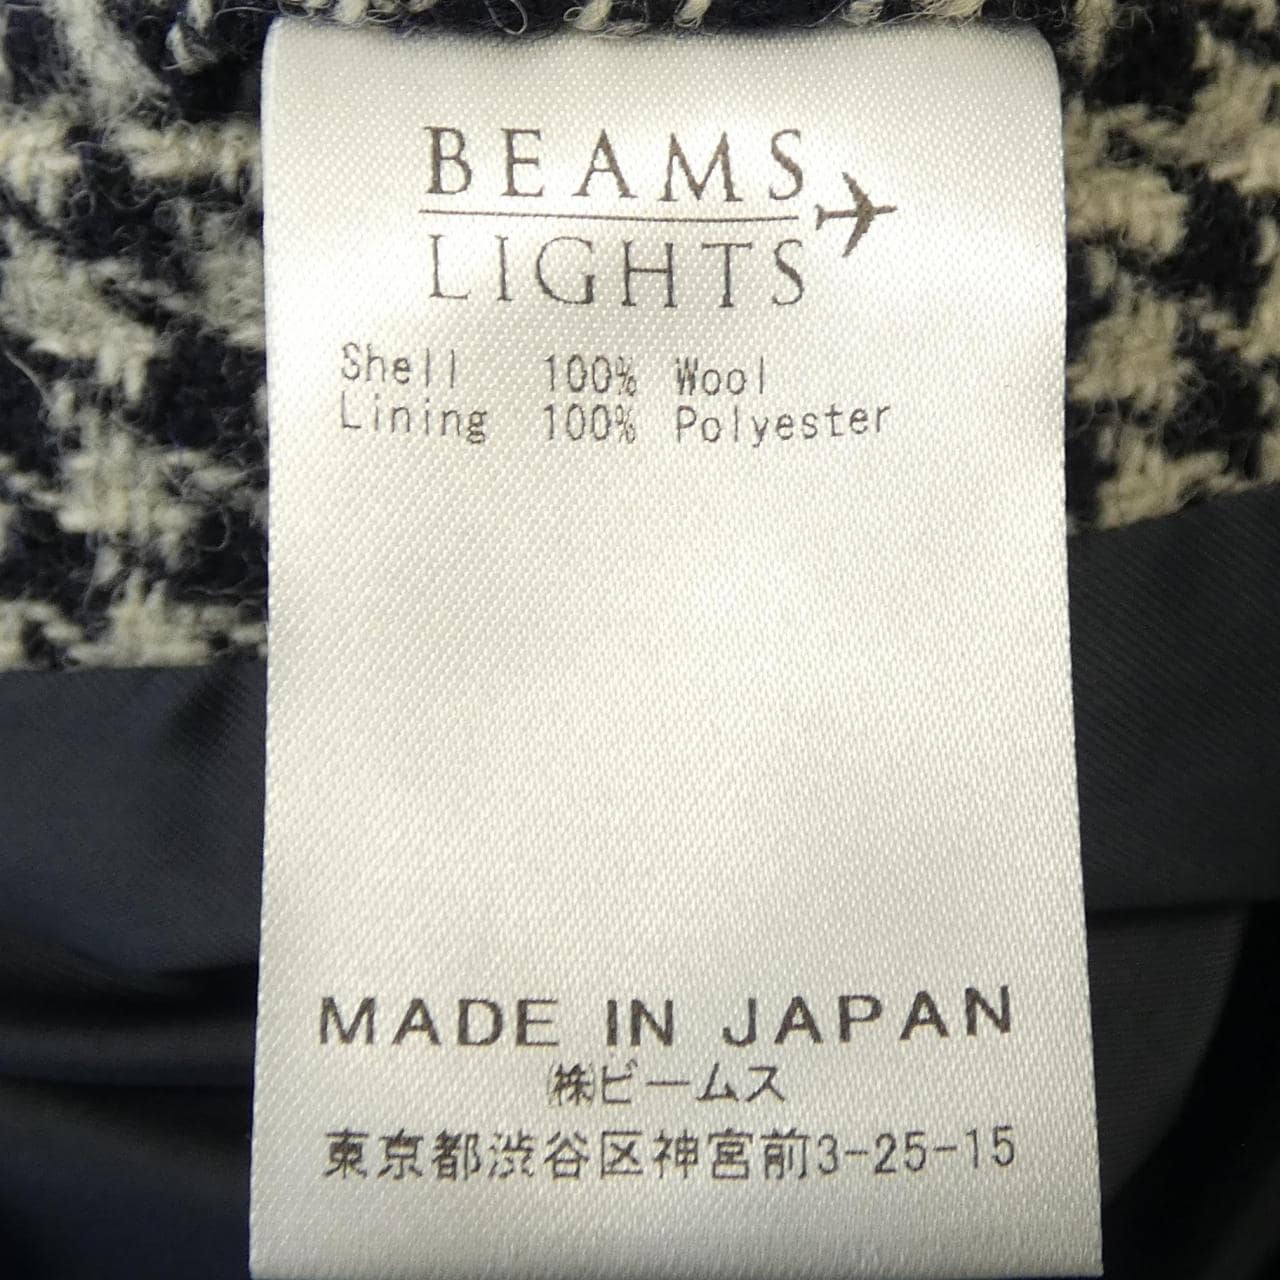 BEAMS
LIGHTS
Shell 100% Wool
Lining 100% Polyester
MADE IN JAPAN
㈱ビームス
東京都渋谷区神宮前3-25-15